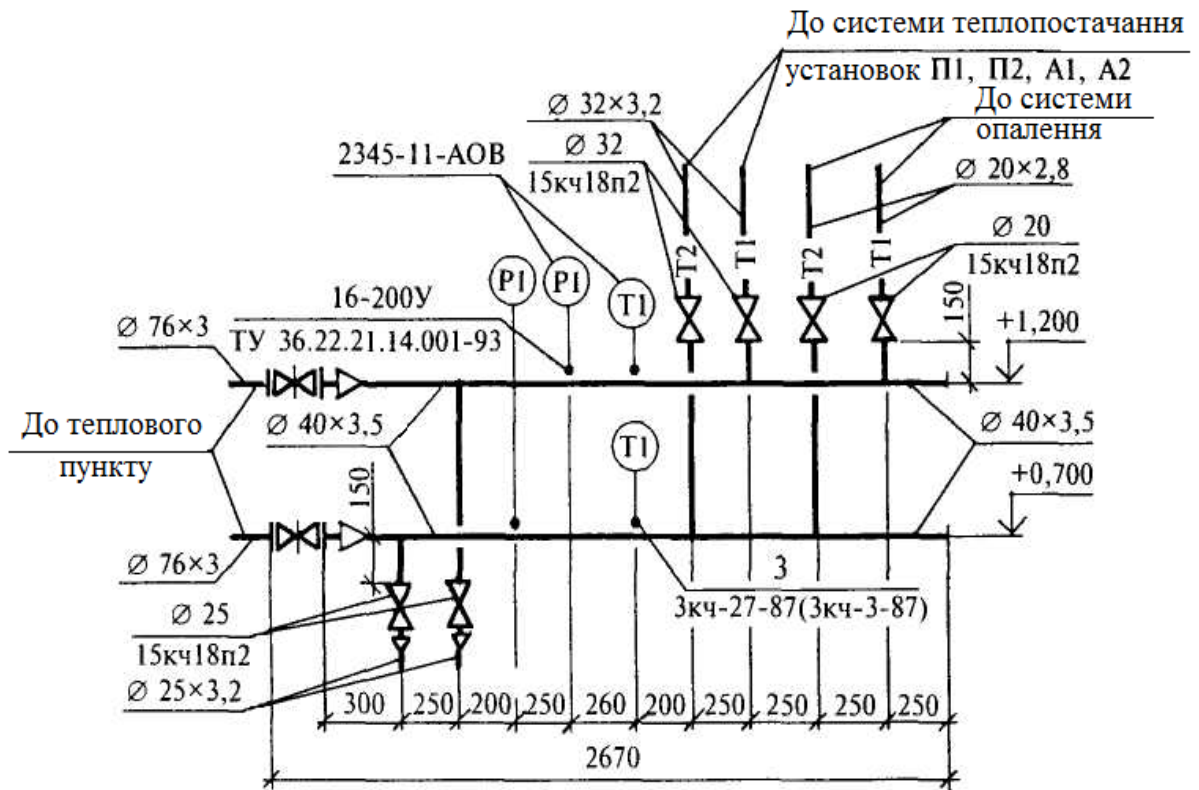 До системи теплопостачання
установок П1, П2, А1, А2
До системи
опалення
∅ 32×3,2
∅ 32
15кч18п2
2345-11-АОВ
∅ 20×2,8
∅ 20
15кч18п2
Т2
Т1
Т2
Т1
Р1
Р1
Т1
150
+1,200
16-200У
ТУ 36.22.21.14.001-93
∅ 76×3
До теплового
пункту
∅ 40×3,5
Т1
∅ 40×3,5
+0,700
150
∅ 76×3
3
3кч-27-87(3кч-3-87)
∅ 25
15кч18п2
∅ 25×3,2
300 250 200 250 260 200 250 250 250 250
2670